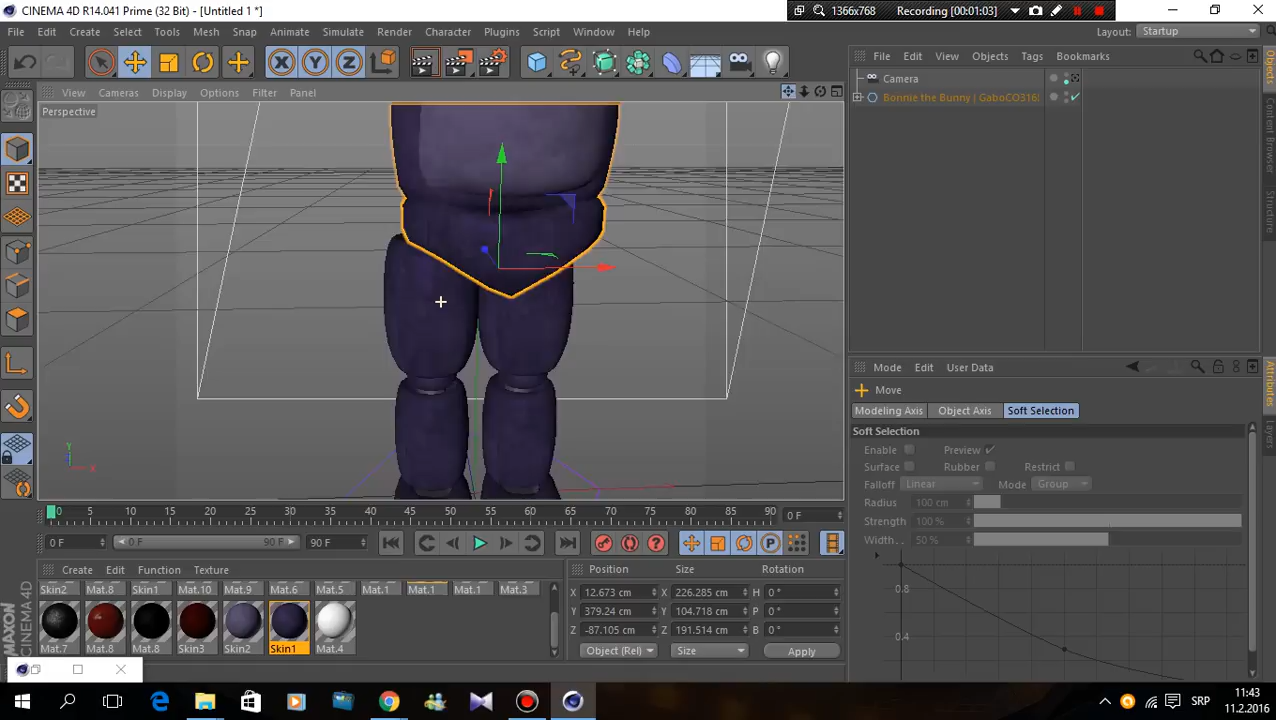 CINEMA 4D R14.041 Prime (32 Bit) - [Untitled 1 *]
1366x768 Recording [00:01:03]
File Edit Create Select Tools Mesh Snap Animate Simulate Render Character Plugins Script Window Help Layout: Startup
File Edit View Objects Tags Bookmarks
Camera
Bonnie the Bunny | GaboCO316
View Cameras Display Options Filter Panel
Perspective
Y
X
Objects
Content Browser
Structure
Mode Edit User Data
Move
Modeling Axis Object Axis Soft Selection
Soft Selection
Enable Preview
Surface Rubber Restrict
Falloff Linear Mode Group
Radius 100 cm
Strength 100 %
Width . . 50 %
0.8
0.4
Attributes
Layers
0 5 10 15 20 25 30 35 40 45 50 55 60 65 70 75 80 85 90 0 F
0 F 0 F 90 F 90 F
Create Edit Function Texture
Skin2 Mat.8 Skin1 Mat.9 Mat.6 Mat.5 Mat.1 Mat.1 Mat.1 Mat.3
Mat.7 Mat.8 Mat.8 Skin3 Skin2 Skin1 Mat.4
Position Size Rotation
X 12.673 cm X 226.285 cm H 0 °
Y 379.24 cm Y 104.718 cm P 0 °
Z -87.105 cm Z 191.514 cm B 0 °
Object (Rel) Size Apply
MAXON
CINEMA 4D
SRP
11:43
11.2.2016